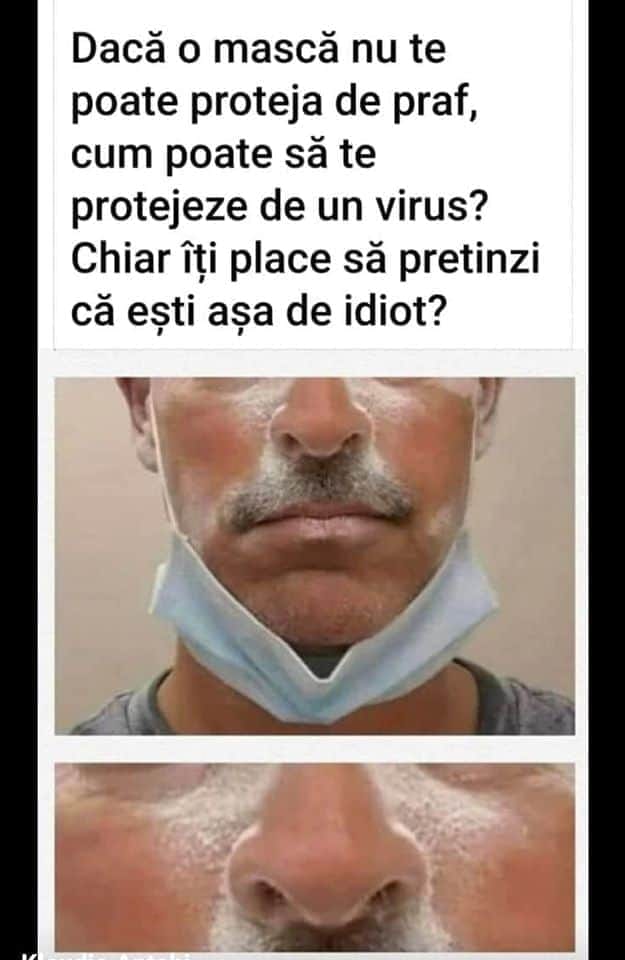 Dacă o mască nu te
poate proteja de praf,
cum poate să te
protejeze de un virus?
Chiar îți place să pretinzi
că ești așa de idiot?